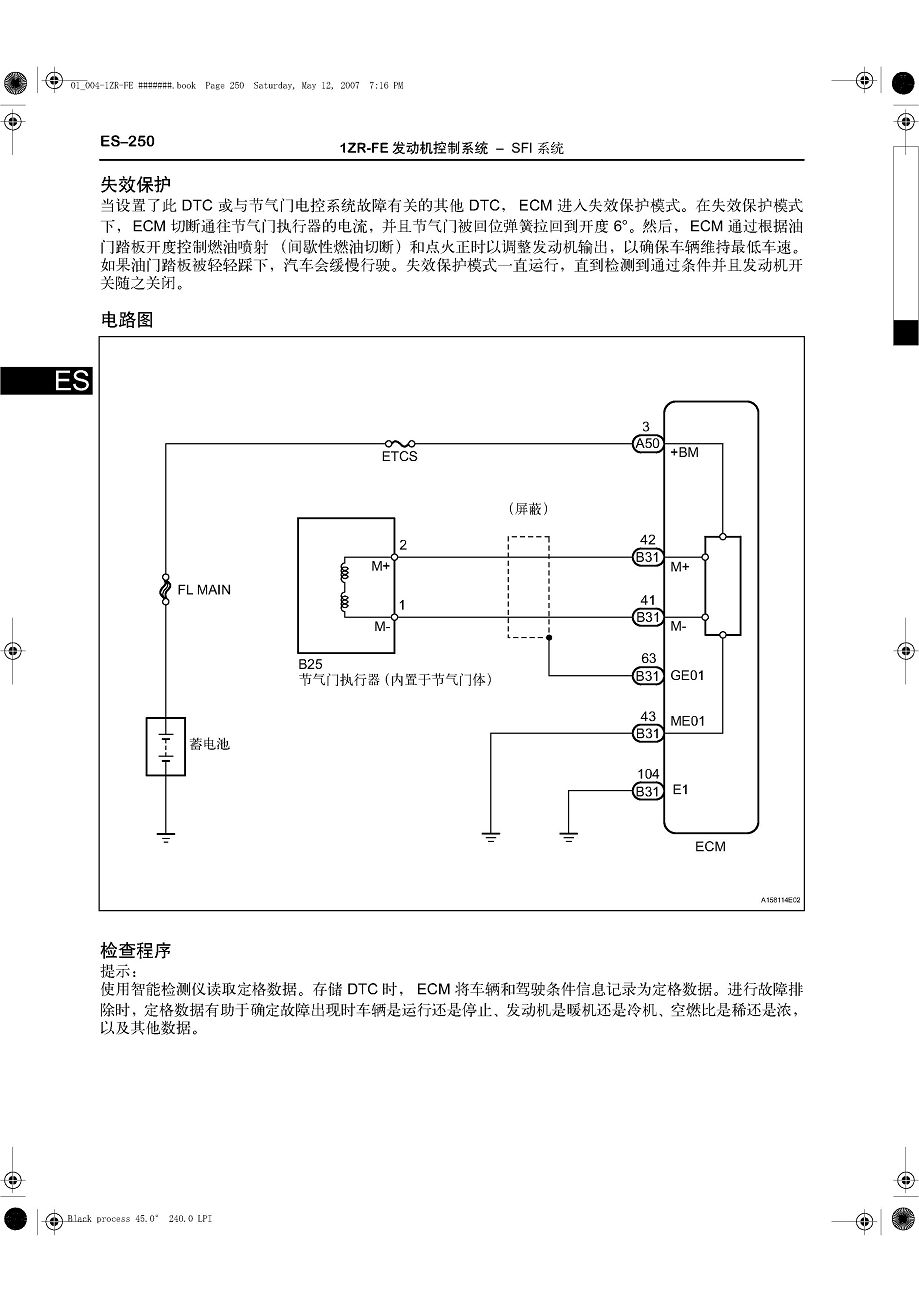 01_004-1ZR-FE #######.book  Page 250  Saturday, May 12, 2007  7:16 PM
ES–250
1ZR-FE 发动机控制系统 – SFI 系统
失效保护
当设置了此 DTC 或与节气门电控系统故障有关的其他 DTC， ECM 进入失效保护模式。在失效保护模式
下， ECM 切断通往节气门执行器的电流，并且节气门被回位弹簧拉回到开度 6°。然后， ECM 通过根据油
门踏板开度控制燃油喷射 （间歇性燃油切断）和点火正时以调整发动机输出，以确保车辆维持最低车速。
如果油门踏板被轻轻踩下，汽车会缓慢行驶。失效保护模式一直运行，直到检测到通过条件并且发动机开
关随之关闭。
电路图
ES
3
A50
+BM
ETCS
（屏蔽）
2
M+
42
B31
M+
FL MAIN
1
M-
41
B31
M-
B25
节气门执行器（内置于节气门体）
63
B31
GE01
43
B31
ME01
蓄电池
104
B31
E1
ECM
A158114E02
检查程序
提示：
使用智能检测仪读取定格数据。存储 DTC 时， ECM 将车辆和驾驶条件信息记录为定格数据。进行故障排
除时，定格数据有助于确定故障出现时车辆是运行还是停止、发动机是暖机还是冷机、空燃比是稀还是浓，
以及其他数据。
Black process 45.0°  240.0 LPI